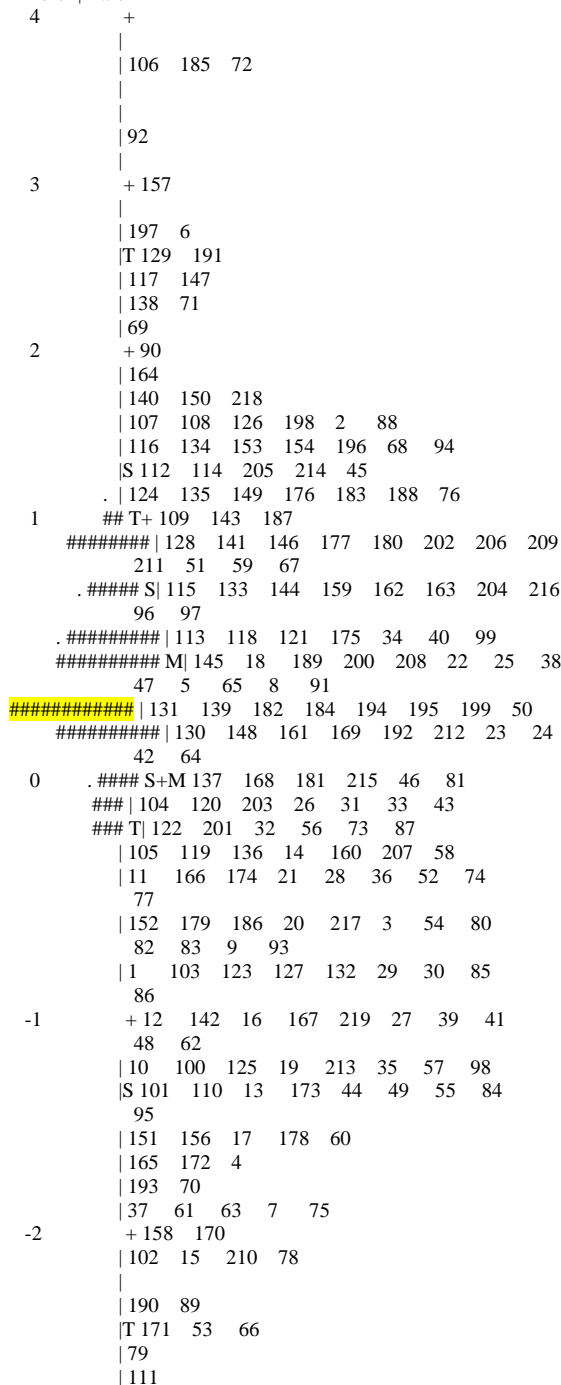 4 +
|
| 106 185 72
|
|
| 92
|
3 + 157
|
| 197 6
|T 129 191
| 117 147
| 138 71
| 69
2 + 90
| 164
| 140 150 218
| 107 108 126 198 2 88
| 116 134 153 154 196 68 94
|S 112 114 205 214 45
. | 124 135 149 176 183 188 76
1 ## T+ 109 143 187
######## | 128 141 146 177 180 202 206 209
211 51 59 67
. ##### S| 115 133 144 159 162 163 204 216
96 97
. ######### | 113 118 121 175 34 40 99
########## M| 145 18 189 200 208 22 25 38
47 5 65 8 91
############ | 131 139 182 184 194 195 199 50
########## | 130 148 161 169 192 212 23 24
42 64
0 . #### S+M 137 168 181 215 46 81
### | 104 120 203 26 31 33 43
### T| 122 201 32 56 73 87
| 105 119 136 14 160 207 58
| 11 166 174 21 28 36 52 74
77
| 152 179 186 20 217 3 54 80
82 83 9 93
| 1 103 123 127 132 29 30 85
86
-1 + 12 142 16 167 219 27 39 41
48 62
| 10 100 125 19 213 35 57 98
|S 101 110 13 173 44 49 55 84
95
| 151 156 17 178 60
| 165 172 4
| 193 70
| 37 61 63 7 75
-2 + 158 170
| 102 15 210 78
|
| 190 89
|T 171 53 66
| 79
| 111